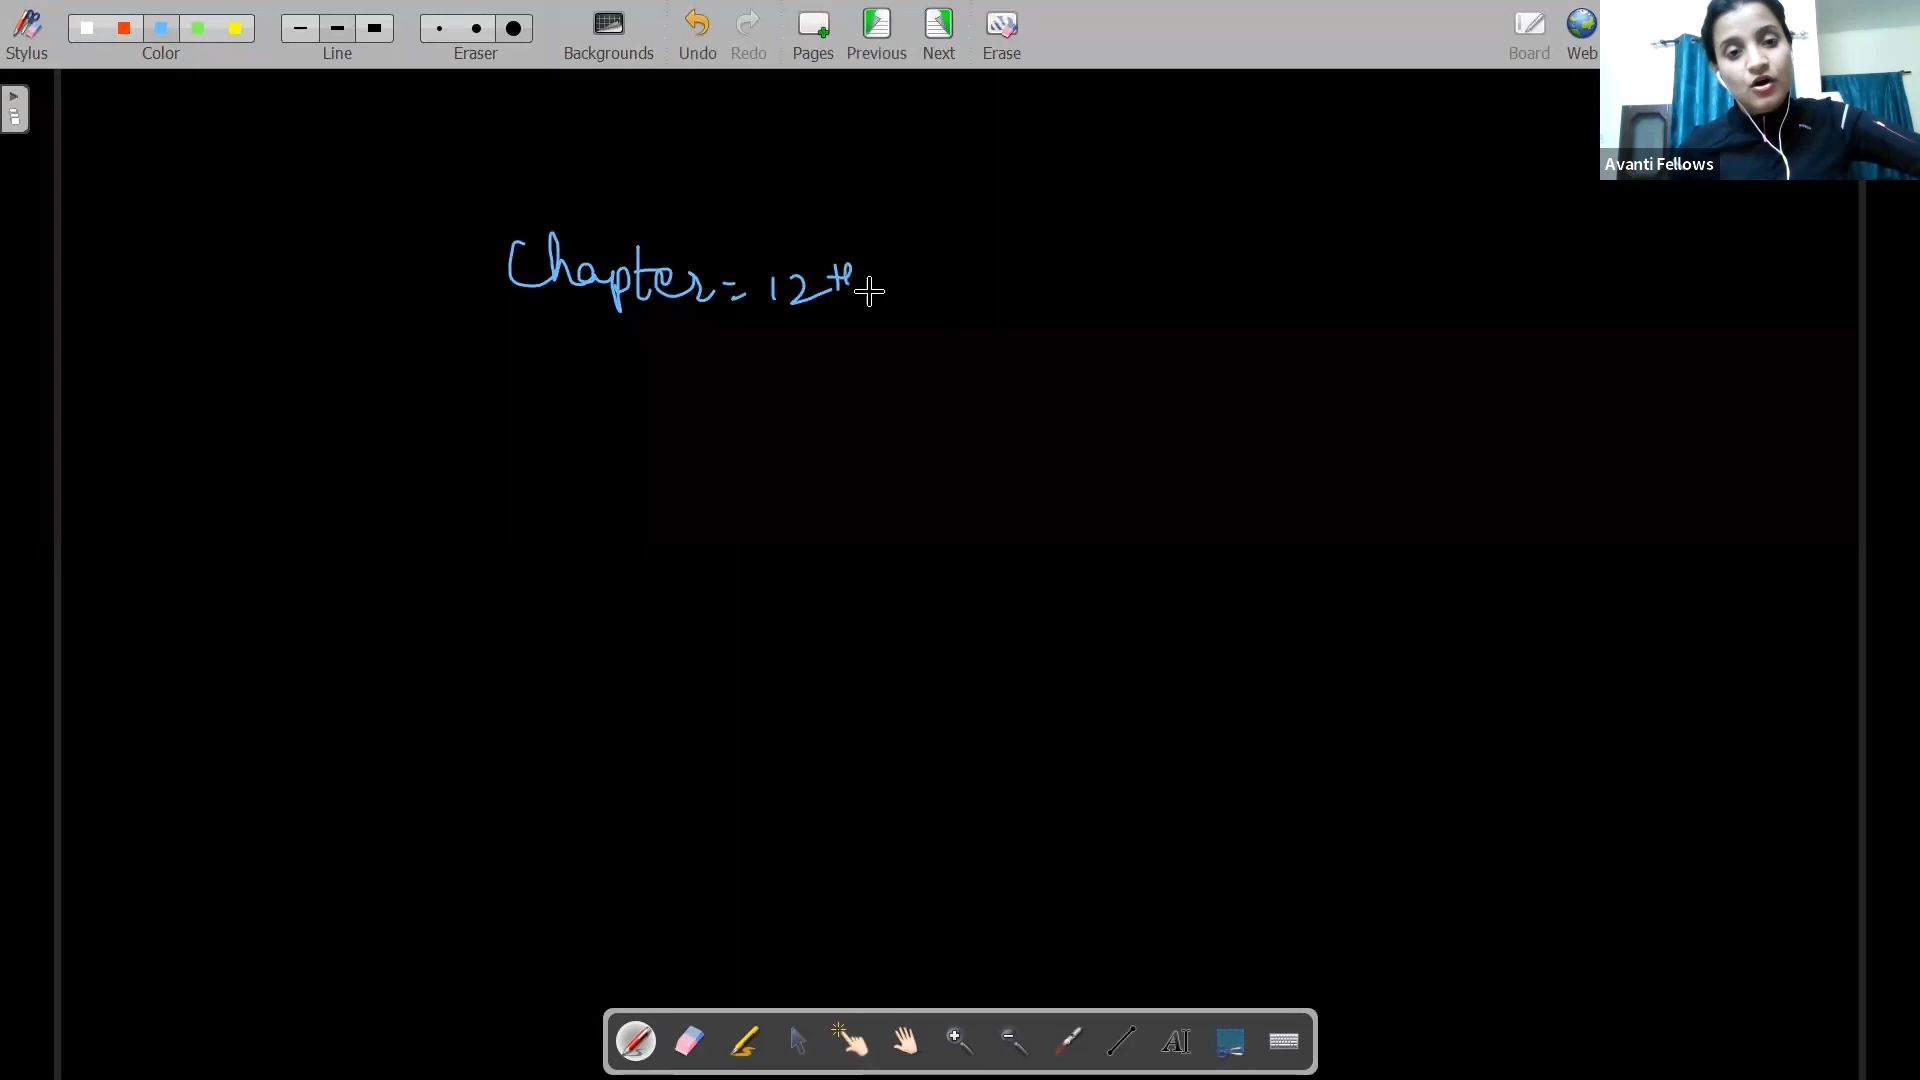 Stylus Color Line Eraser Backgrounds Undo Redo Pages Previous Next Erase Board Web
Avanti Fellows
Chapter = 12th